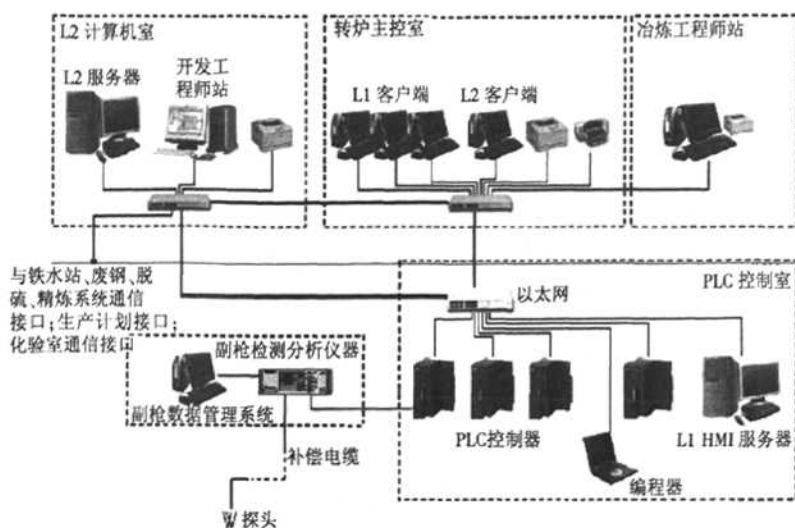 L2计算机室
转炉主控室
冶炼工程师站
L2 服务器
开发工
程师站
L1 客户端
L2 客户端
与铁水站、废钢、脱
硫、精炼系统通信
接口；生产计划接口；
化验室通信接口
以太网
PLC 控制室
副枪检测分析仪器
副枪数据管理系统
PLC控制器
L1 HMI 服务器
编程器
补偿电缆
W 探头